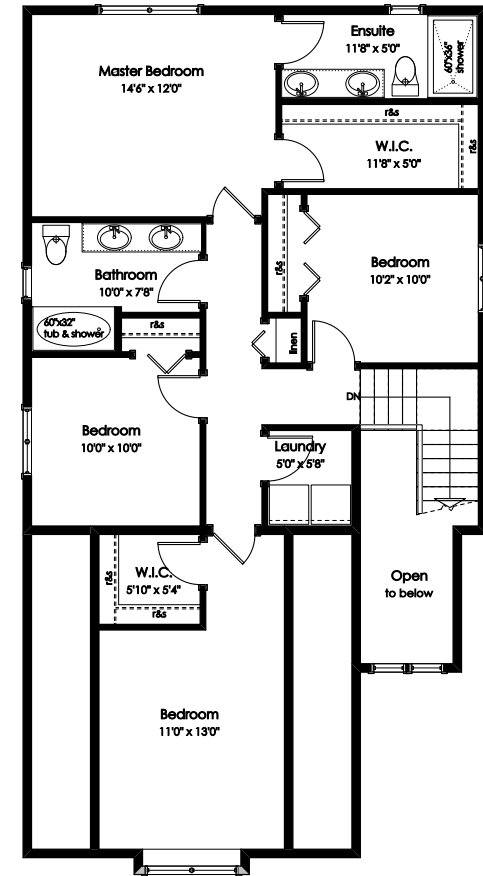 Ensuite
11'8" x 5'0"
60"x36"
shower
Master Bedroom
14'6" x 12'0"
r&s
W.I.C.
11'8" x 5'0"
r&s
Bedroom
10'2" x 10'0"
r&s
Bathroom
10'0" x 7'8"
60"x32"
tub & shower
r&s
linen
DN
Bedroom
10'0" x 10'0"
Laundry
5'0" x 5'8"
W.I.C.
5'10" x 5'4"
r&s
r&s
Open
to below
Bedroom
11'0" x 13'0"